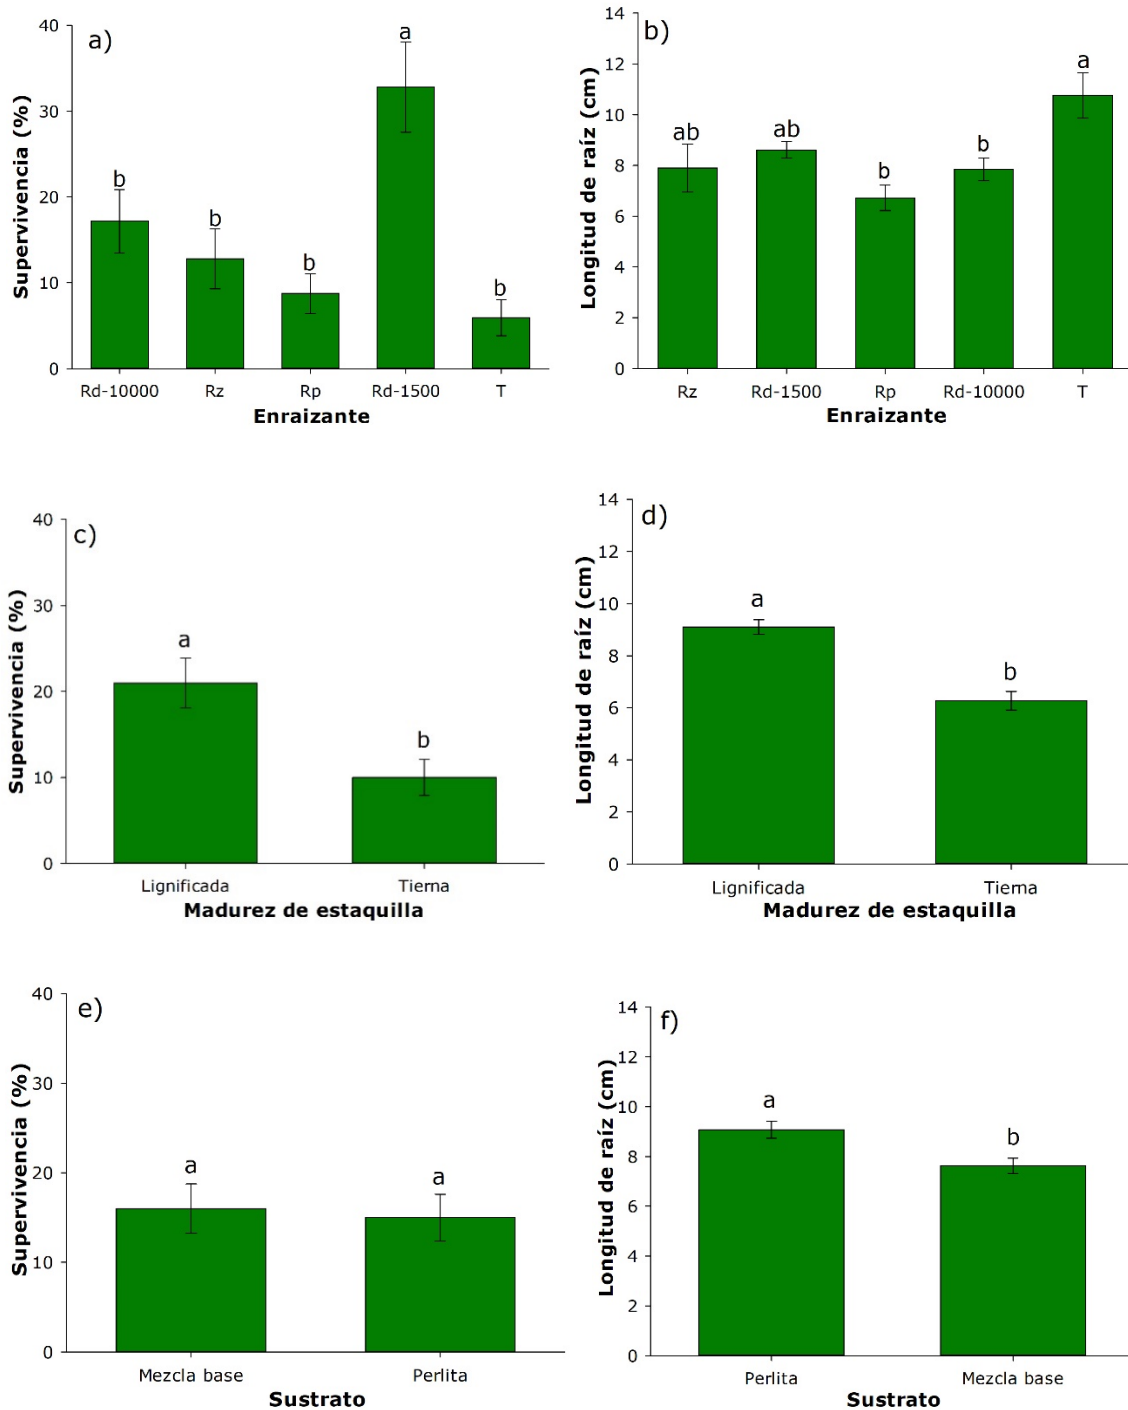 a)
Supervivencia (%)
40
30
20
10
0
b
b
b
a
b
Rd-10000 Rz Rp Rd-1500 T
Enraizante
b)
Longitud de raíz (cm)
14
12
10
8
6
4
2
0
ab
ab
b
b
a
Rz Rd-1500 Rp Rd-10000 T
Enraizante
c)
Supervivencia (%)
40
30
20
10
0
a
b
Lignificada Tierna
Madurez de estaquilla
d)
Longitud de raíz (cm)
14
12
10
8
6
4
2
0
a
b
Lignificada Tierna
Madurez de estaquilla
e)
Supervivencia (%)
40
30
20
10
0
a
a
Mezcla base Perlita
Sustrato
f)
Longitud de raíz (cm)
14
12
10
8
6
4
2
0
a
b
Perlita Mezcla base
Sustrato